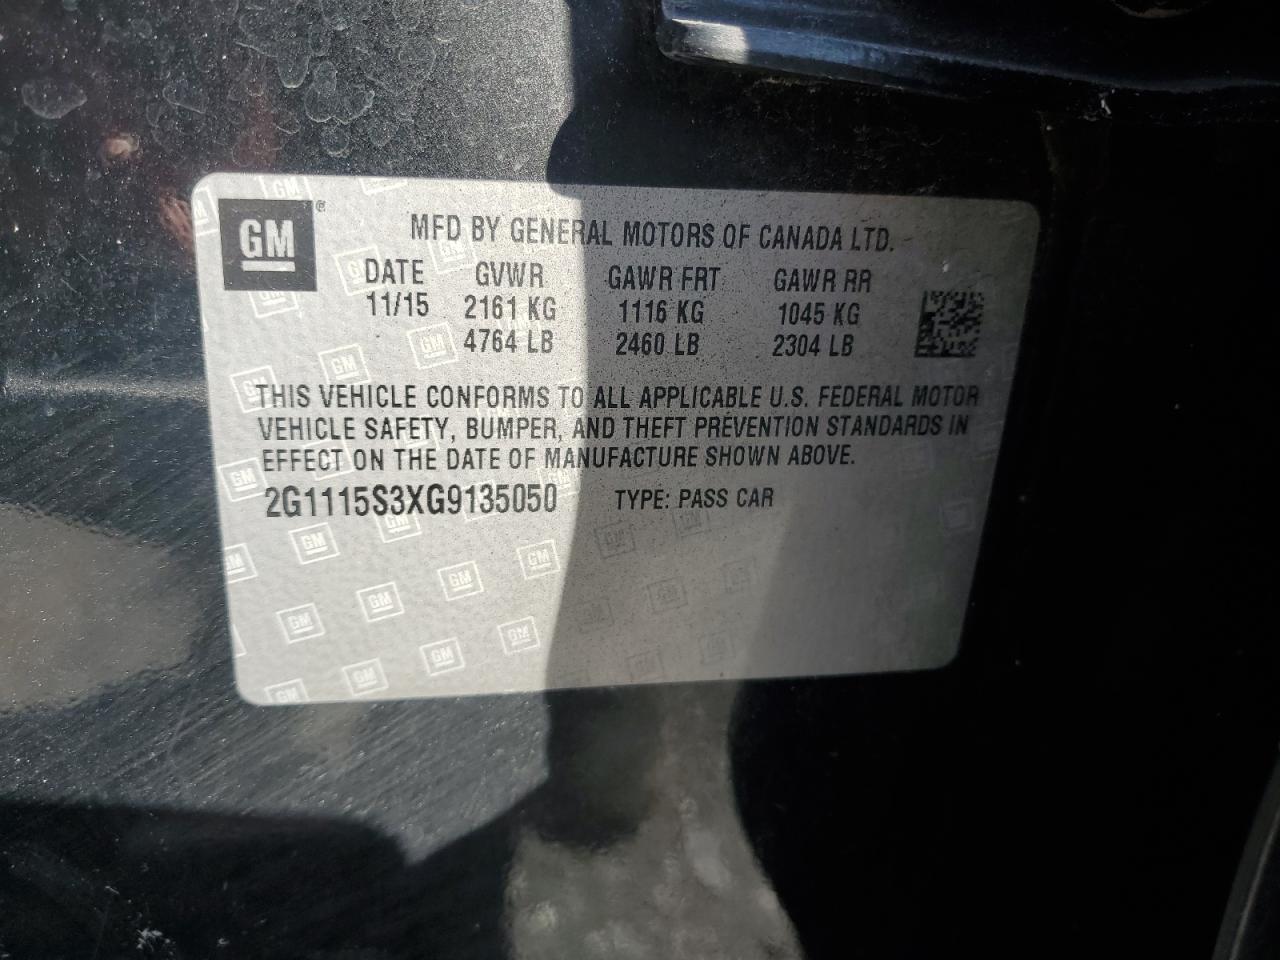 GM ®
MFD BY GENERAL MOTORS OF CANADA LTD.
DATE GVWR GAWR FRT GAWR RR
11/15 2161 KG 1116 KG 1045 KG
4764 LB 2460 LB 2304 LB
THIS VEHICLE CONFORMS TO ALL APPLICABLE U.S. FEDERAL MOTOR
VEHICLE SAFETY, BUMPER, AND THEFT PREVENTION STANDARDS IN
EFFECT ON THE DATE OF MANUFACTURE SHOWN ABOVE.
2G1115S3XG9135050 TYPE: PASS CAR